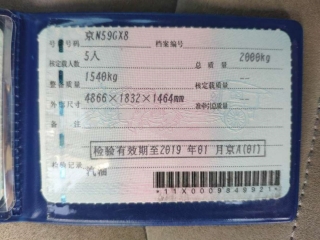 号牌号码 京N59GX8 档案编号
核定载人数 5人 总质量 2000kg
整备质量 1540kg 核定载质量 --
外廓尺寸 4866×1832×1464mm 准牵引总质量 --
备注
检验有效期至2019年01月京A(01)
检验记录 汽油
*11X0009849921*